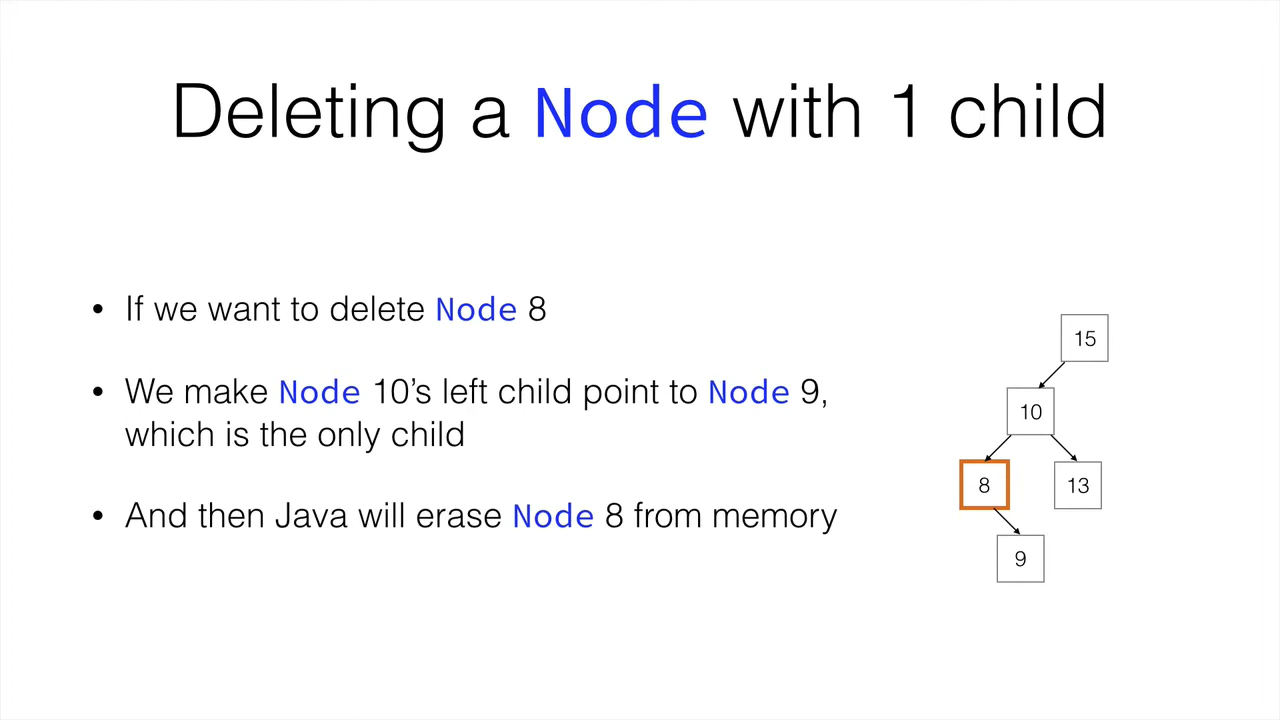 Deleting a Node with 1 child
• If we want to delete Node 8
• We make Node 10’s left child point to Node 9,
which is the only child
• And then Java will erase Node 8 from memory
15
10
8
13
9